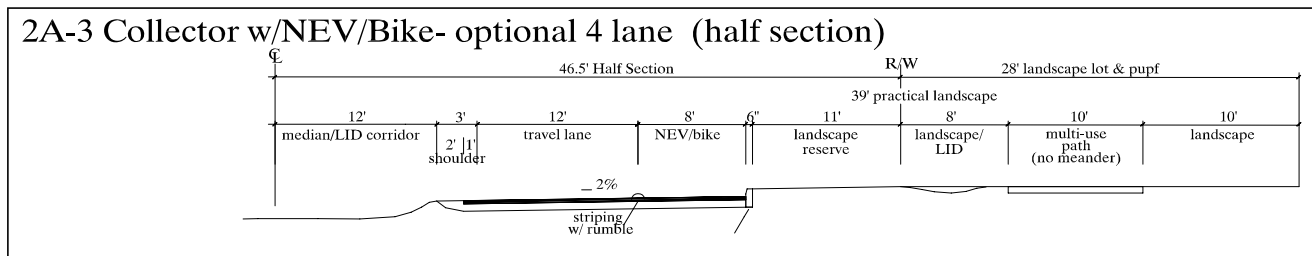 2A-3 Collector w/NEV/Bike- optional 4 lane (half section)
℄
46.5' Half Section
R/W
28' landscape lot & pupf
39' practical landscape
12'
3'
12'
8'
6"
11'
8'
10'
10'
median/LID corridor
2' 1'
shoulder
travel lane
NEV/bike
landscape
reserve
landscape/
LID
multi-use
path
(no meander)
landscape
_ 2%
striping
w/ rumble